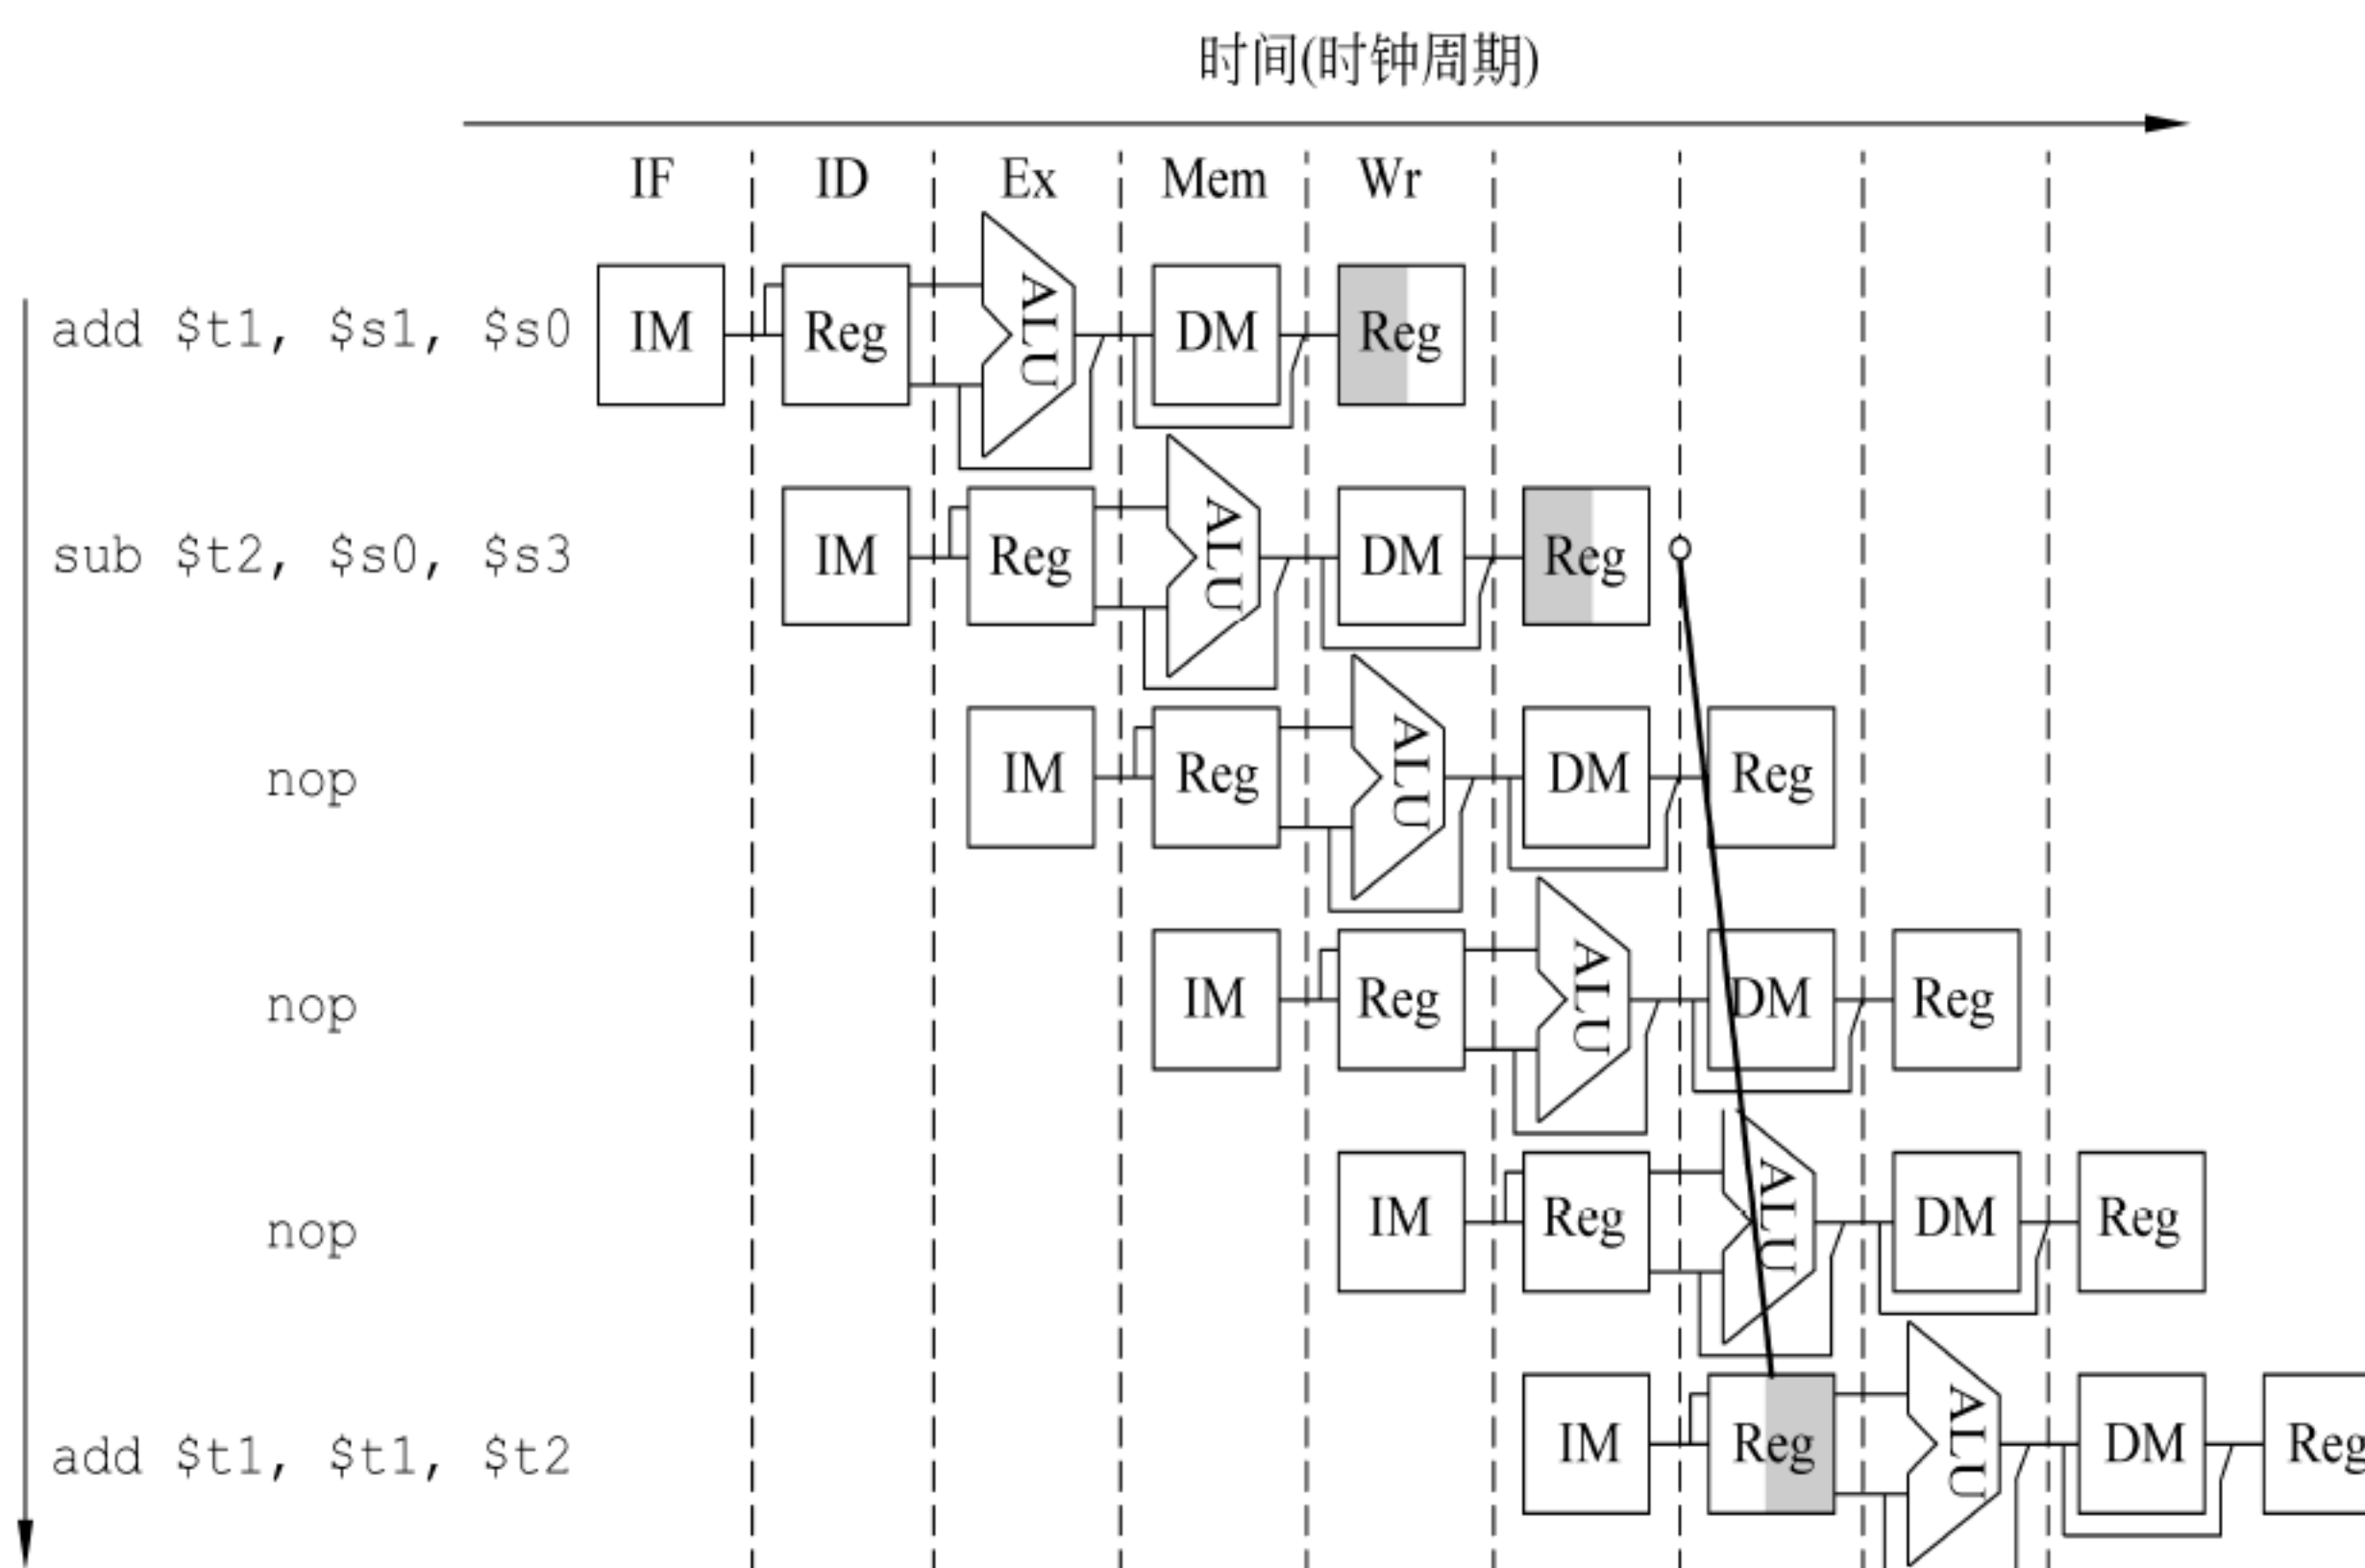 时间(时钟周期)
IF ID Ex Mem Wr
add $t1, $s1, $s0 IM Reg ALU DM Reg
sub $t2, $s0, $s3 IM Reg ALU DM Reg
nop IM Reg ALU DM Reg
nop IM Reg ALU DM Reg
nop IM Reg ALU DM Reg
add $t1, $t1, $t2 IM Reg ALU DM Reg